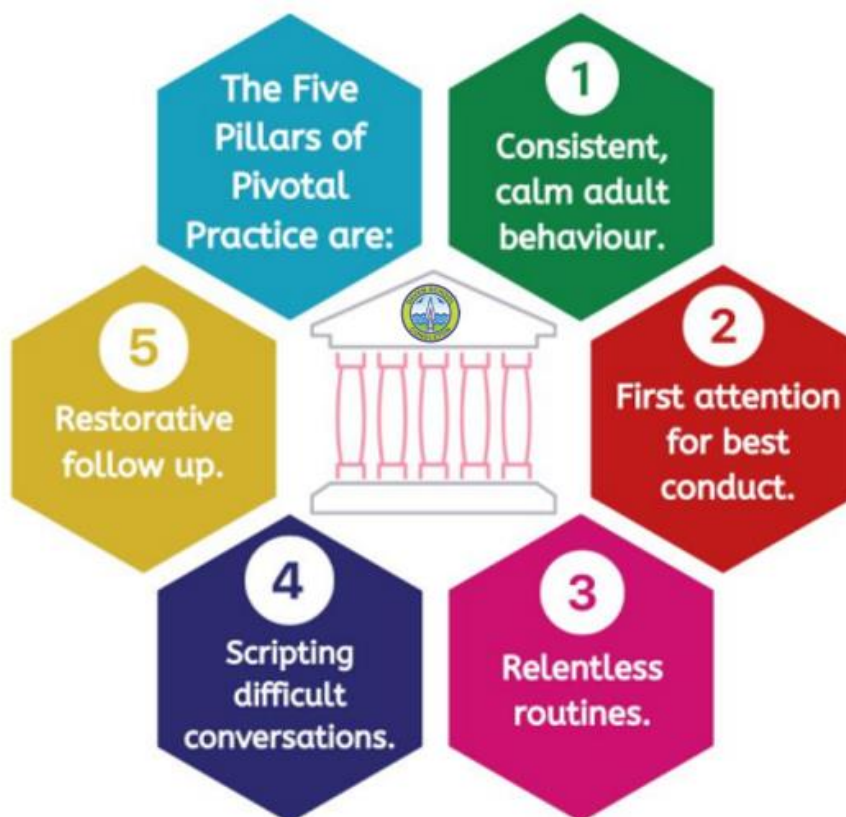 The Five
Pillars of
Pivotal
Practice are:
1
Consistent,
calm adult
behaviour.
2
First attention
for best
conduct.
3
Relentless
routines.
4
Scripting
difficult
conversations.
5
Restorative
follow up.